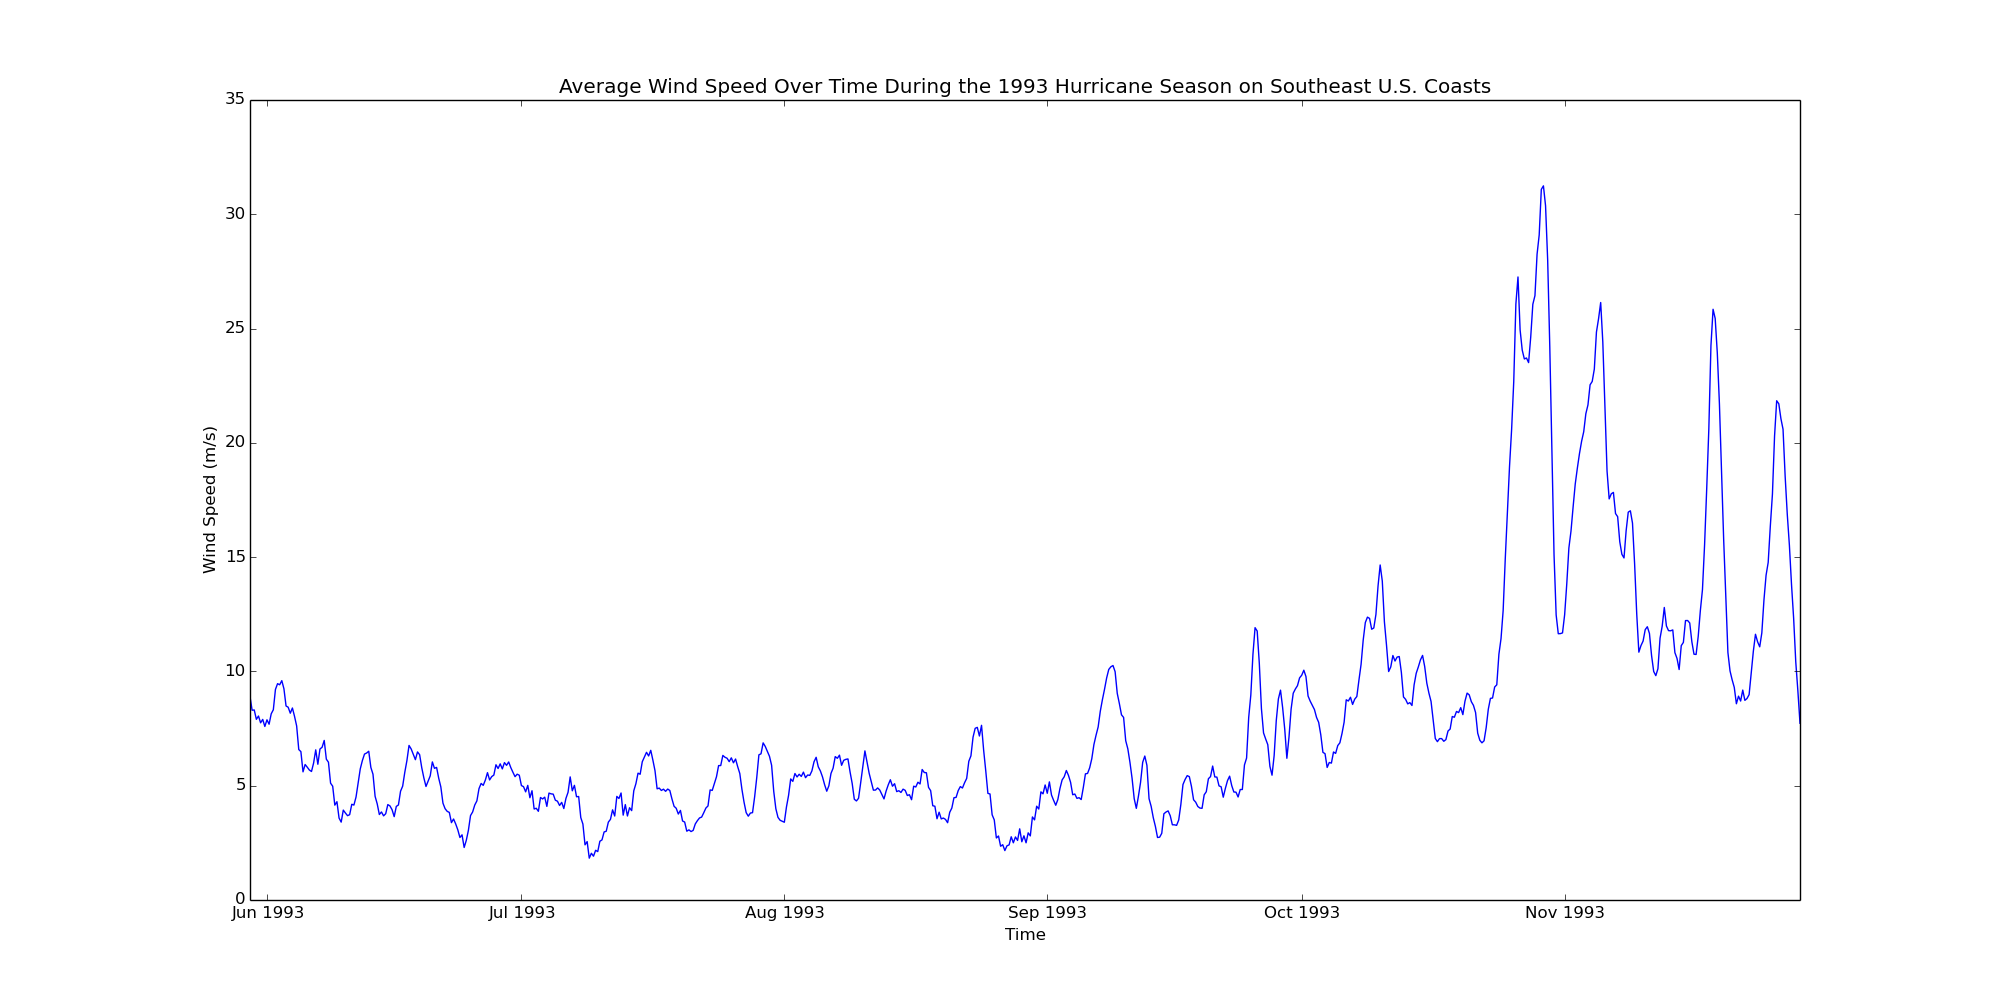 Average Wind Speed Over Time During the 1993 Hurricane Season on Southeast U.S. Coasts
35
30
25
20
15
10
5
0
Wind Speed (m/s)
Jun 1993 Jul 1993 Aug 1993 Sep 1993 Oct 1993 Nov 1993
Time